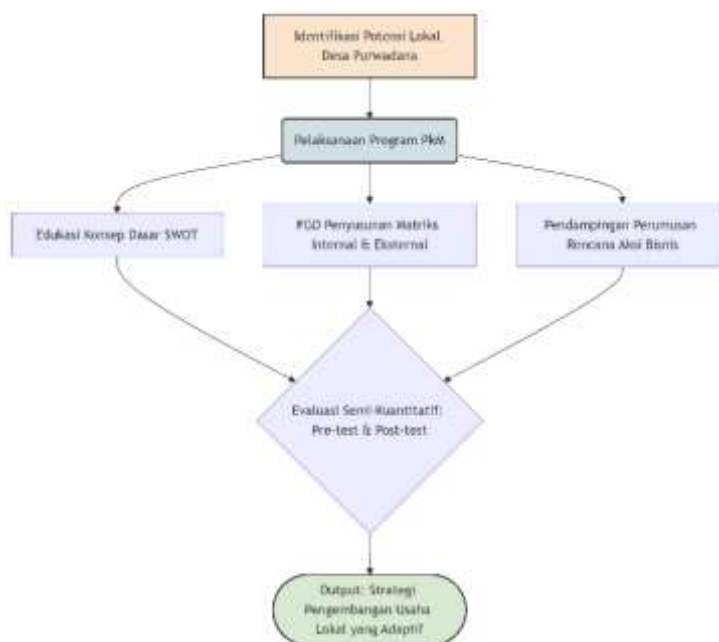 Identifikasi Potensi Lokal
Desa Purwadana
Pelaksanaan Program PkM
Edukasi Konsep Dasar SWOT
FGD Penyusunan Matriks
Internal & Eksternal
Pendampingan Perumusan
Rencana Aksi Bisnis
Evaluasi Semi-Kuantitatif:
Pre-test & Post-test
Output: Strategi
Pengembangan Usaha
Lokal yang Adaptif